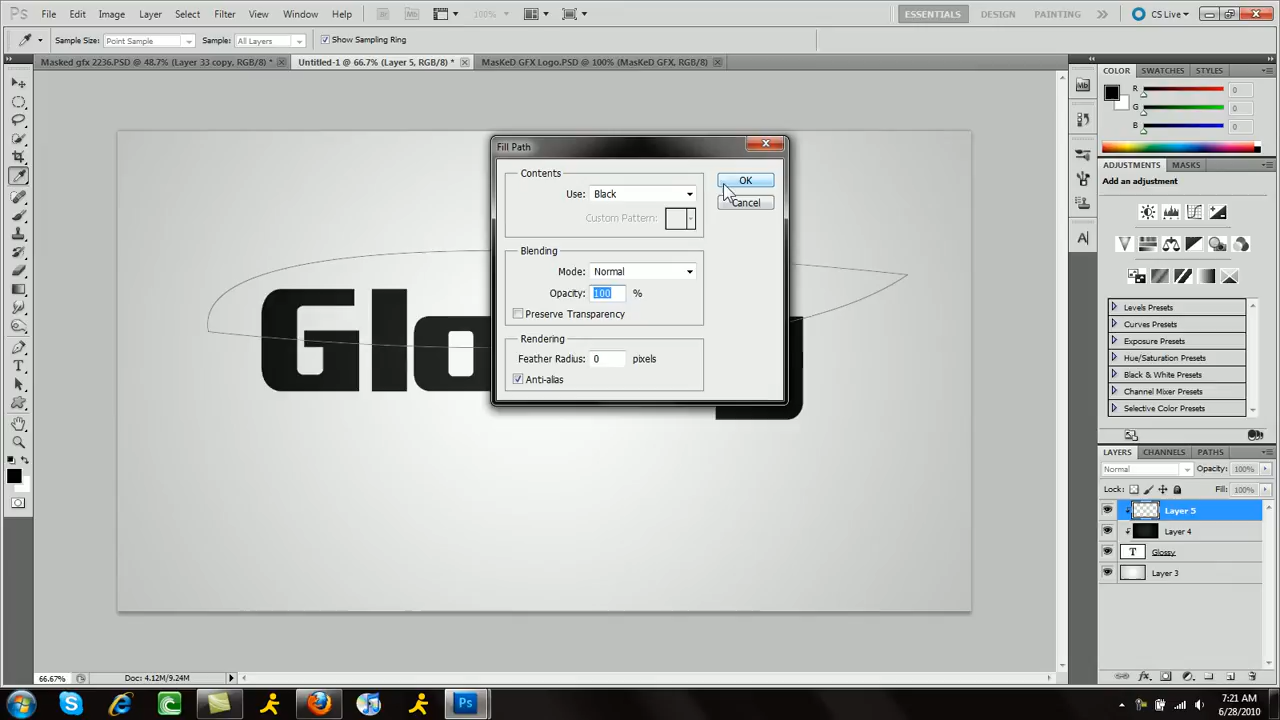 Ps File Edit Image Layer Select Filter View Window Help Br Mb 100% ESSENTIALS DESIGN PAINTING CS Live
Sample Size: Point Sample Sample: All Layers Show Sampling Ring
Masked gfx 2236.PSD @ 48.7% (Layer 33 copy, RGB/8) * Untitled-1 @ 66.7% (Layer 5, RGB/8) * MasKeD GFX Logo.PSD @ 100% (MasKeD GFX, RGB/8)
COLOR SWATCHES STYLES
Mb
R 0
G 0
B 0
Fill Path
Contents
Use: Black
Custom Pattern:
OK
Cancel
Blending
Mode: Normal
Opacity: 100 %
Preserve Transparency
Rendering
Feather Radius: 0 pixels
Anti-alias
Glo
ADJUSTMENTS MASKS
Add an adjustment
Levels Presets
Curves Presets
Exposure Presets
Hue/Saturation Presets
Black & White Presets
Channel Mixer Presets
Selective Color Presets
LAYERS CHANNELS PATHS
Normal Opacity: 100%
Lock: Fill: 100%
Layer 5
Layer 4
T Glossy
Layer 3
66.67% Doc: 4.12M/9.24M
Ps
7:21 AM
6/28/2010